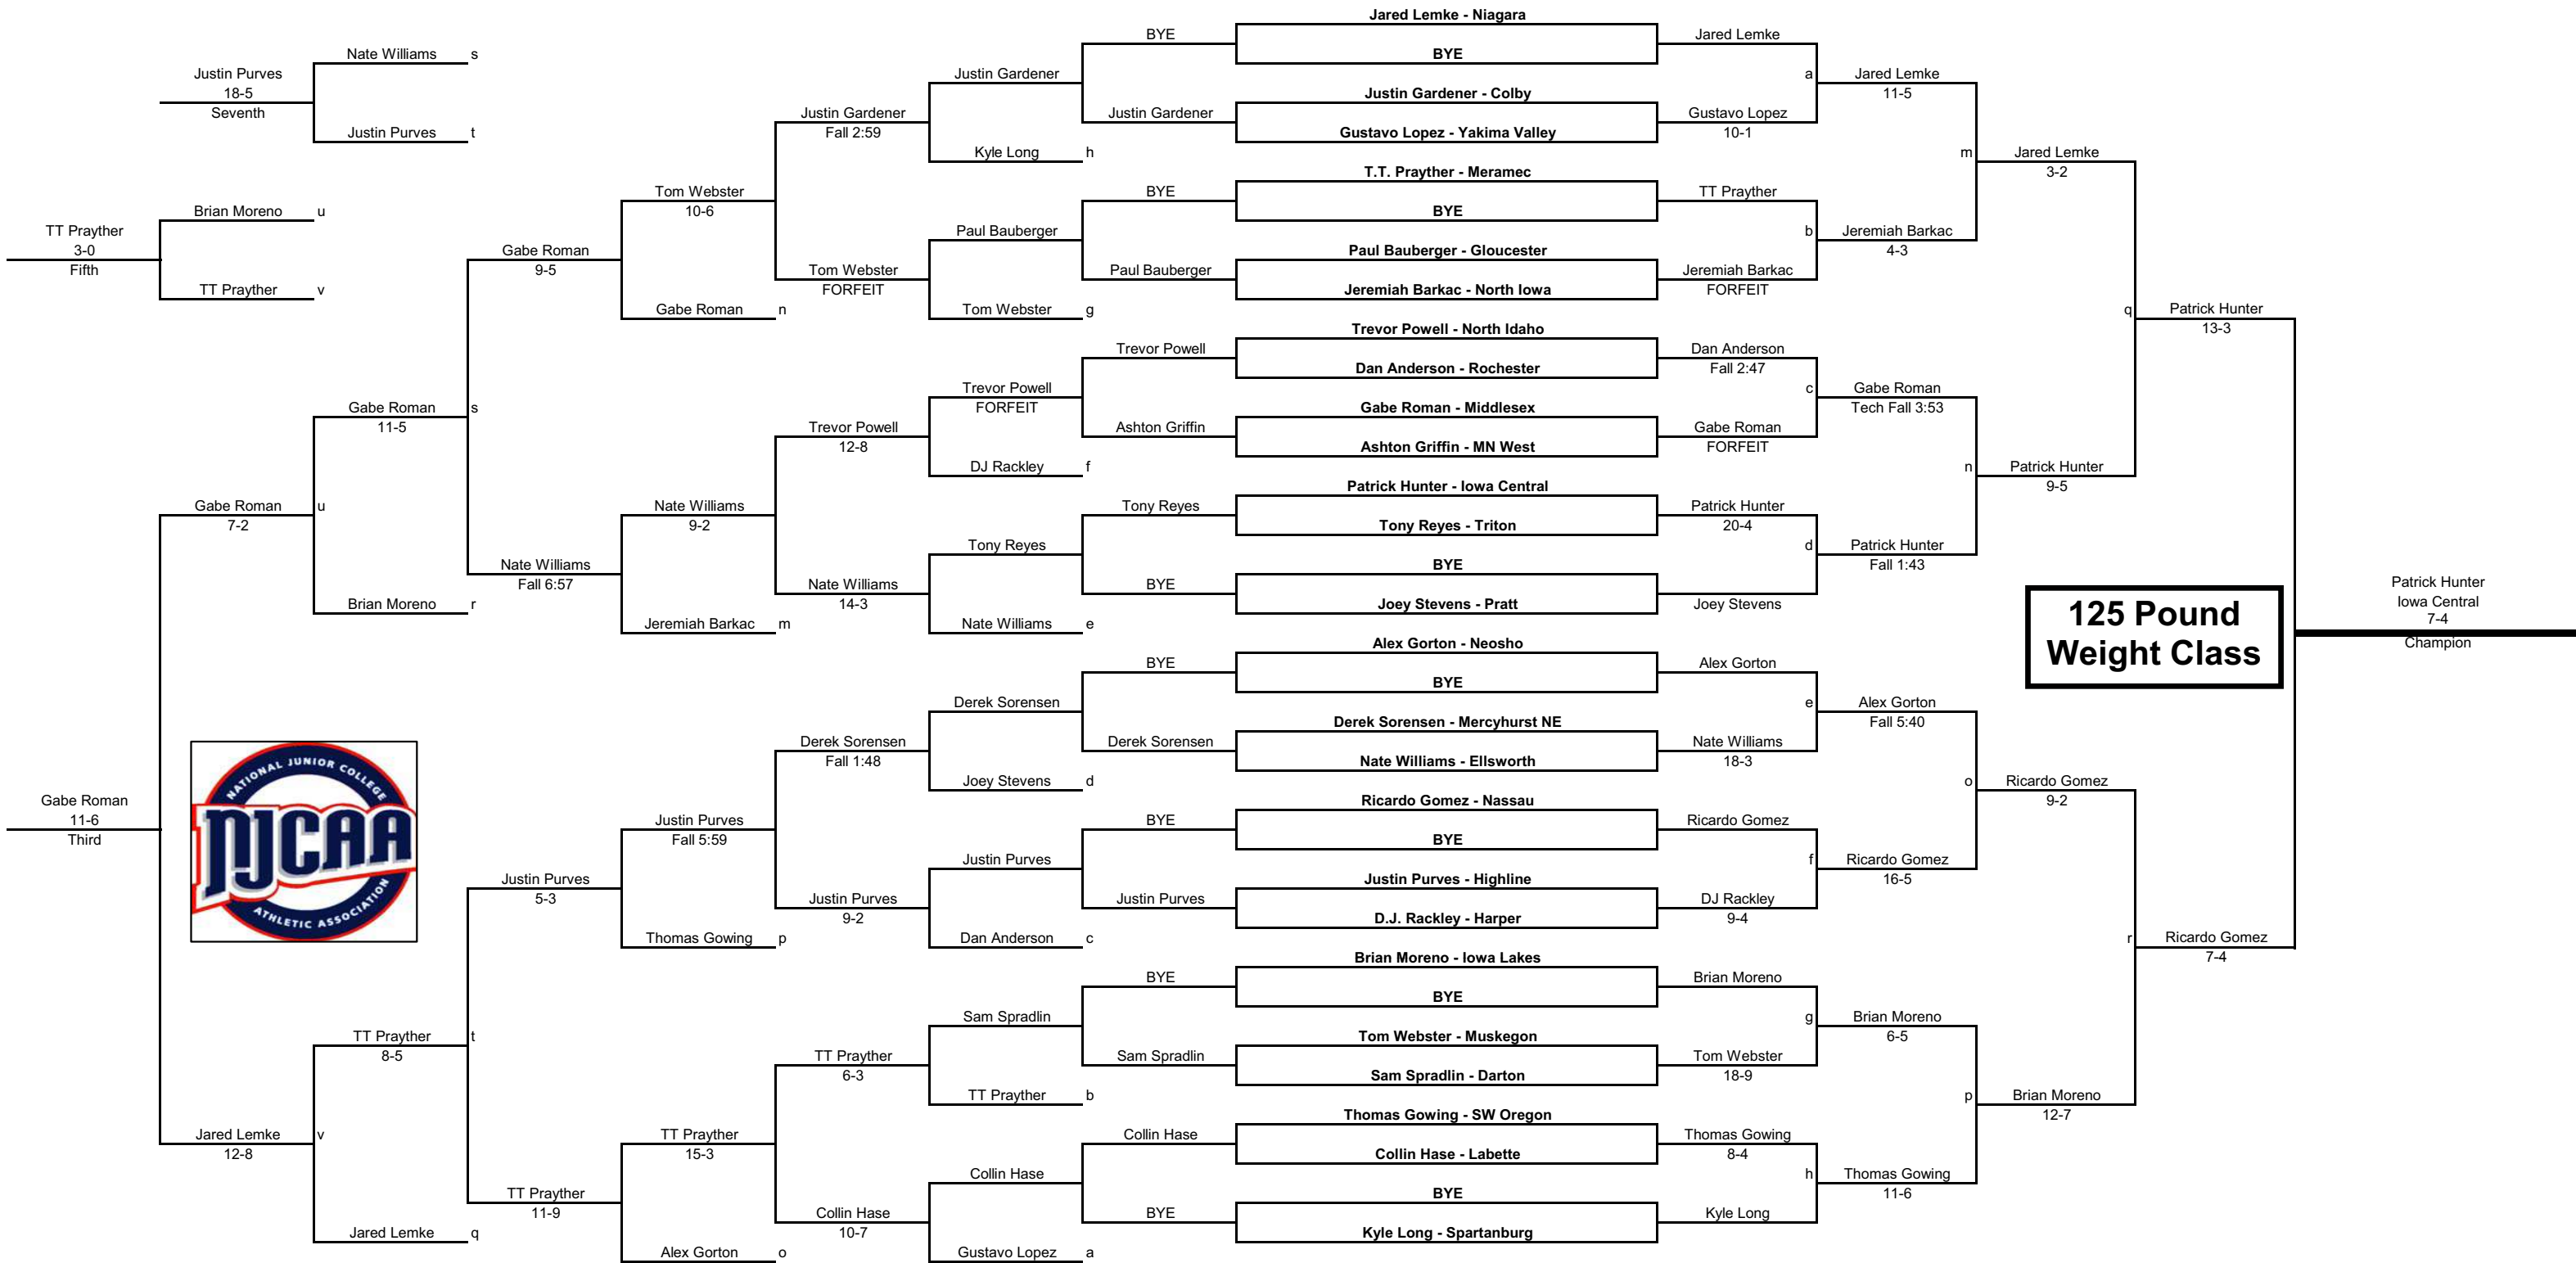 Jared Lemke - Niagara
BYE
Justin Gardener - Colby
Gustavo Lopez - Yakima Valley
T.T. Prayther - Meramec
BYE
Paul Bauberger - Gloucester
Jeremiah Barkac - North Iowa
Trevor Powell - North Idaho
Dan Anderson - Rochester
Gabe Roman - Middlesex
Ashton Griffin - MN West
Patrick Hunter - Iowa Central
Tony Reyes - Triton
BYE
Joey Stevens - Pratt
Alex Gorton - Neosho
BYE
Derek Sorensen - Mercyhurst NE
Nate Williams - Ellsworth
Ricardo Gomez - Nassau
BYE
Justin Purves - Highline
D.J. Rackley - Harper
Brian Moreno - Iowa Lakes
BYE
Tom Webster - Muskegon
Sam Spradlin - Darton
Thomas Gowing - SW Oregon
Collin Hase - Labette
BYE
Kyle Long - Spartanburg
Jared Lemke
a
Gustavo Lopez
10-1
TT Prayther
b
Jeremiah Barkac
FORFEIT
Dan Anderson
Fall 2:47
c
Gabe Roman
FORFEIT
Patrick Hunter
20-4
d
Joey Stevens
Alex Gorton
e
Nate Williams
18-3
Ricardo Gomez
f
DJ Rackley
9-4
Brian Moreno
g
Tom Webster
18-9
Thomas Gowing
8-4
h
Kyle Long
Jared Lemke
11-5
m
Jeremiah Barkac
4-3
Gabe Roman
Tech Fall 3:53
n
Patrick Hunter
Fall 1:43
Alex Gorton
Fall 5:40
o
Ricardo Gomez
16-5
Brian Moreno
6-5
p
Thomas Gowing
11-6
Jared Lemke
3-2
q
Patrick Hunter
9-5
Ricardo Gomez
9-2
r
Brian Moreno
12-7
Patrick Hunter
13-3
Ricardo Gomez
7-4
125 Pound
Weight Class
Patrick Hunter
Iowa Central
7-4
Champion
BYE
Justin Gardener
BYE
Paul Bauberger
Trevor Powell
Ashton Griffin
Tony Reyes
BYE
BYE
Derek Sorensen
BYE
Justin Purves
BYE
Sam Spradlin
Collin Hase
BYE
Justin Gardener
Kyle Long h
Paul Bauberger
Tom Webster g
Trevor Powell
FORFEIT
DJ Rackley f
Tony Reyes
Nate Williams e
Derek Sorensen
Joey Stevens d
Justin Purves
Dan Anderson c
Sam Spradlin
TT Prayther b
Collin Hase
Gustavo Lopez a
Justin Gardener
Fall 2:59
Tom Webster
FORFEIT
Trevor Powell
12-8
Nate Williams
14-3
Derek Sorensen
Fall 1:48
Justin Purves
9-2
TT Prayther
6-3
Collin Hase
10-7
Tom Webster
10-6
Gabe Roman n
Nate Williams
9-2
Jeremiah Barkac m
Justin Purves
Fall 5:59
Thomas Gowing p
TT Prayther
15-3
Alex Gorton o
Gabe Roman
9-5
s
Nate Williams
Fall 6:57
Justin Purves
5-3
t
TT Prayther
11-9
Gabe Roman
11-5
u
Brian Moreno r
TT Prayther
8-5
v
Jared Lemke q
Gabe Roman
7-2
Jared Lemke
12-8
Gabe Roman
11-6
Third
Nate Williams s
Justin Purves
18-5
Seventh
Justin Purves t
Brian Moreno u
TT Prayther
3-0
Fifth
TT Prayther v
NATIONAL JUNIOR COLLEGE
NJCAA
ATHLETIC ASSOCIATION